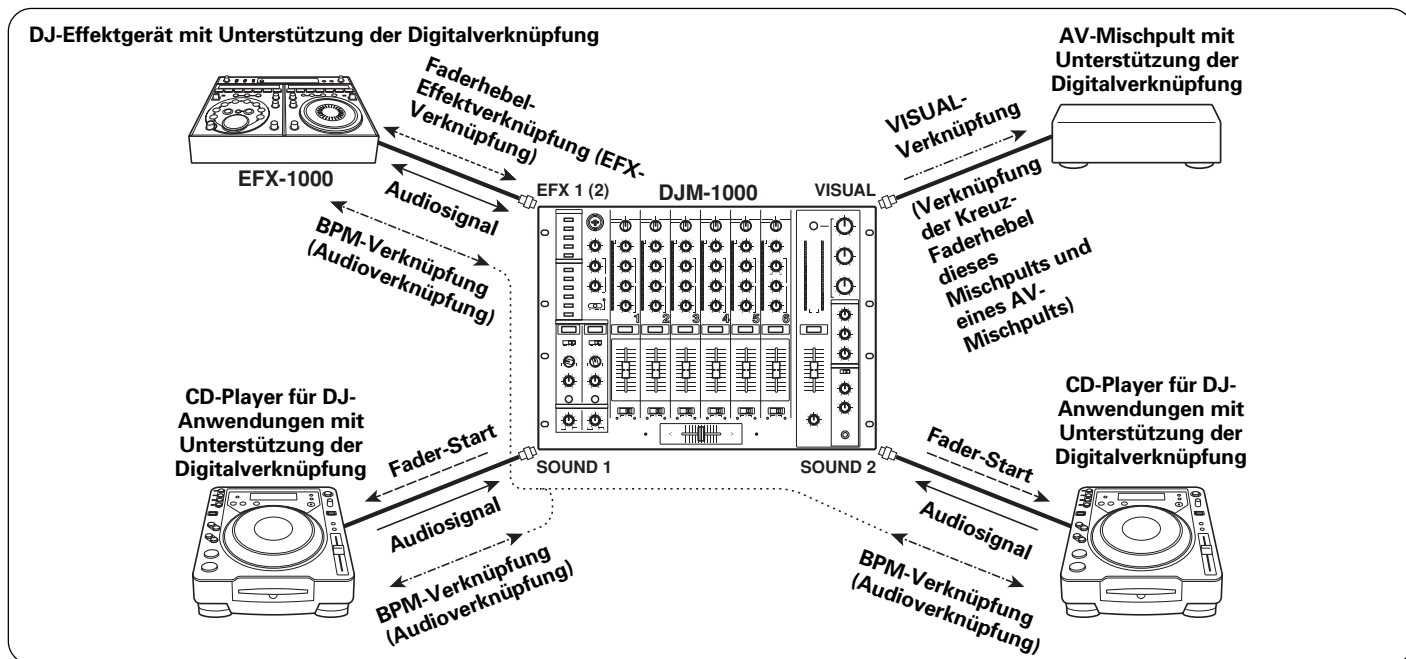 DJ-Effektgerät mit Unterstützung der Digitalverknüpfung
EFX-1000
Faderhebel-
Effektverknüpfung (EFX-
Verknüpfung)
Audiosignal
BPM-Verknüpfung
(Audioverknüpfung)
EFX 1 (2)
DJM-1000
VISUAL
AV-Mischpult mit
Unterstützung der
Digitalverknüpfung
VISUAL-
Verknüpfung
(Verknüpfung
der Kreuz-
Faderhebel
dieses
Mischpults und
eines AV-
Mischpults)
1 2 3 4 5 6
SOUND 1
SOUND 2
CD-Player für DJ-
Anwendungen mit
Unterstützung der
Digitalverknüpfung
Fader-Start
Audiosignal
BPM-Verknüpfung
(Audioverknüpfung)
CD-Player für DJ-
Anwendungen mit
Unterstützung der
Digitalverknüpfung
Fader-Start
Audiosignal
BPM-Verknüpfung
(Audioverknüpfung)